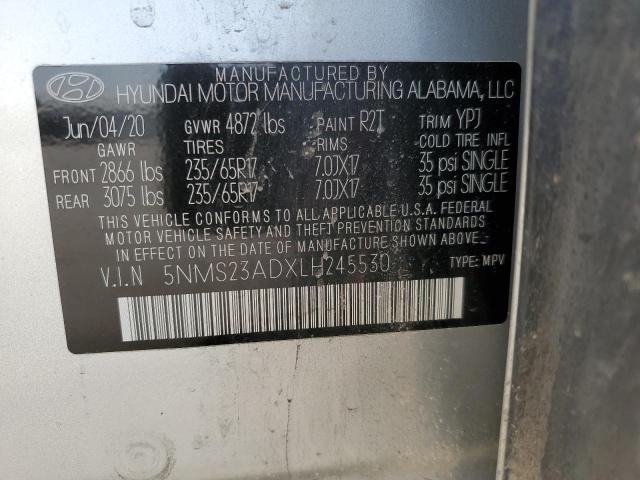 MANUFACTURED BY
HYUNDAI MOTOR MANUFACTURING ALABAMA, LLC
Jun/04/20 GVWR 4872 lbs PAINT R2T TRIM YPJ
GAWR TIRES RIMS COLD TIRE INFL
FRONT 2866 lbs 235/65R17 7.0JX17 35 psi SINGLE
REAR 3075 lbs 235/65R17 7.0JX17 35 psi SINGLE
THIS VEHICLE CONFORMS TO ALL APPLICABLE U.S.A. FEDERAL
MOTOR VEHICLE SAFETY, BUMPER, AND THEFT PREVENTION STANDARDS
IN EFFECT ON THE DATE OF MANUFACTURE SHOWN ABOVE.
V.I.N 5NMS23ADXLH245530 TYPE: MPV